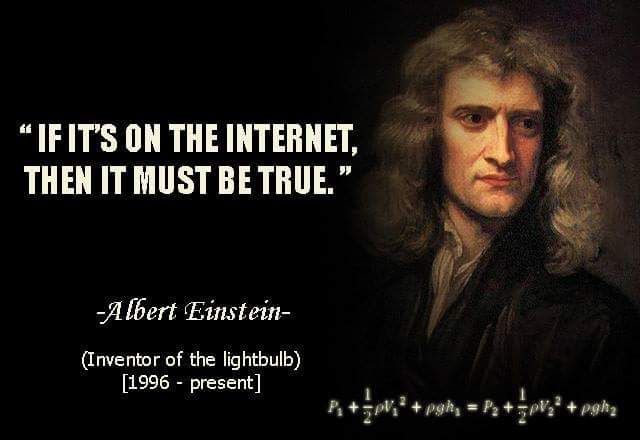 “ IF IT’S ON THE INTERNET,
THEN IT MUST BE TRUE. ”
-Albert Einstein-
(Inventor of the lightbulb)
[1996 - present]
P₁ + ½ρV₁² + ρgh₁ = P₂ + ½ρV₂² + ρgh₂